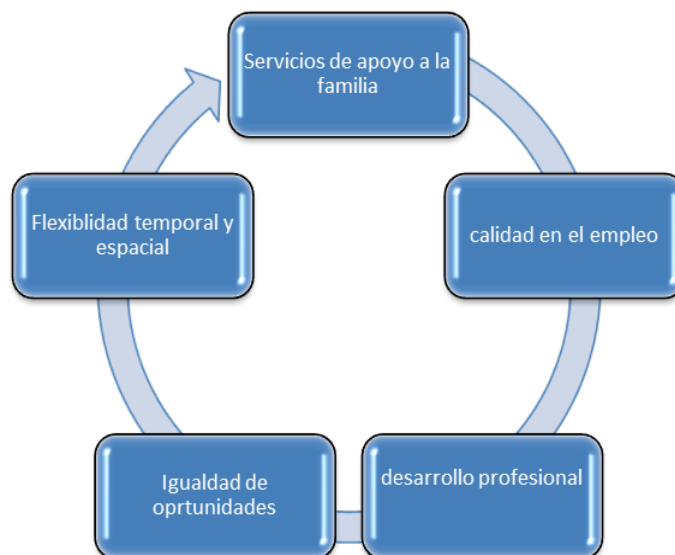 Servicios de apoyo a la
familia
calidad en el empleo
desarrollo profesional
Igualdad de
oprtunidades
Flexiblidad temporal y
espacial